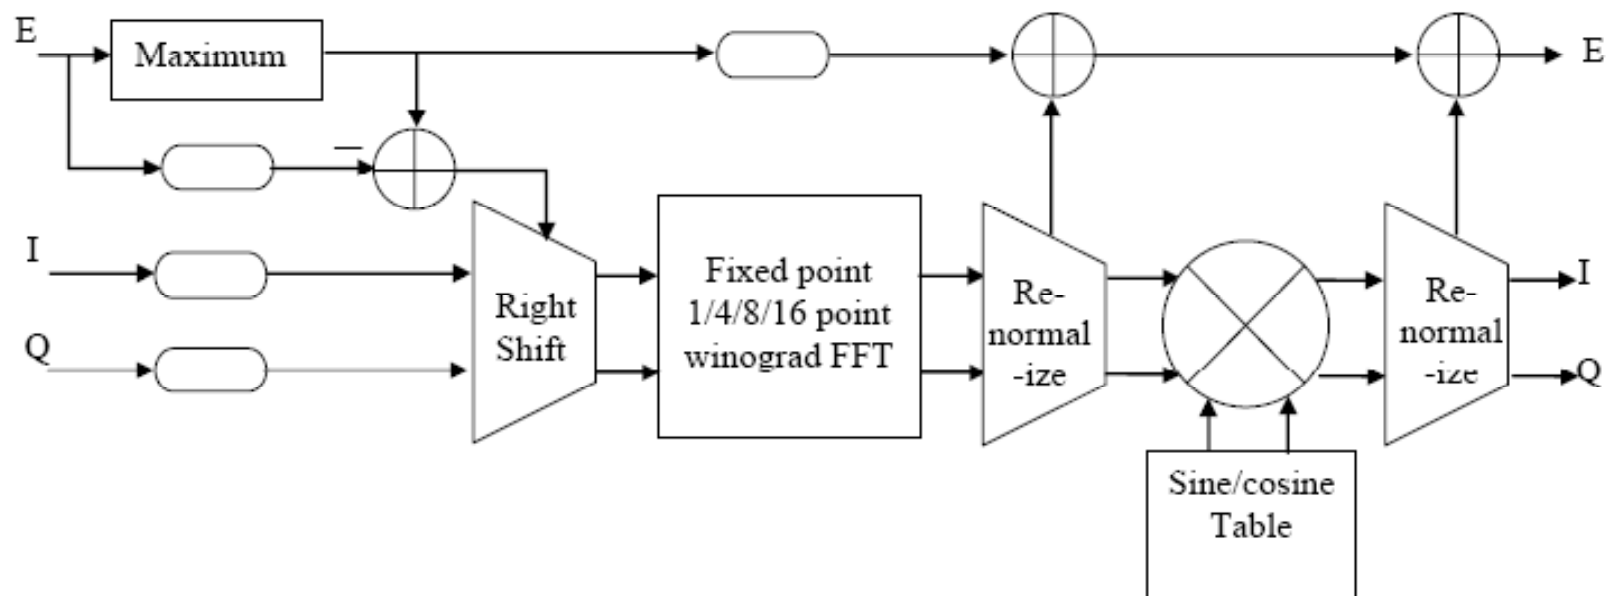 E
Maximum
E
I
Q
Right
Shift
Fixed point
1/4/8/16 point
winograd FFT
Re-
normal
-ize
Re-
normal
-ize
I
Q
Sine/cosine
Table